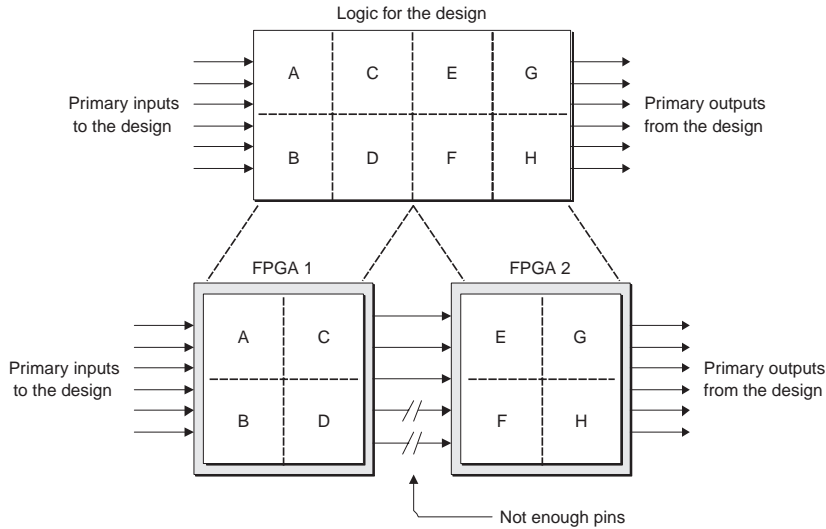 Logic for the design
A C E G
Primary inputs
to the design
Primary outputs
from the design
B D F H
FPGA 1
FPGA 2
A C
E G
Primary inputs
to the design
Primary outputs
from the design
B D
F H
Not enough pins